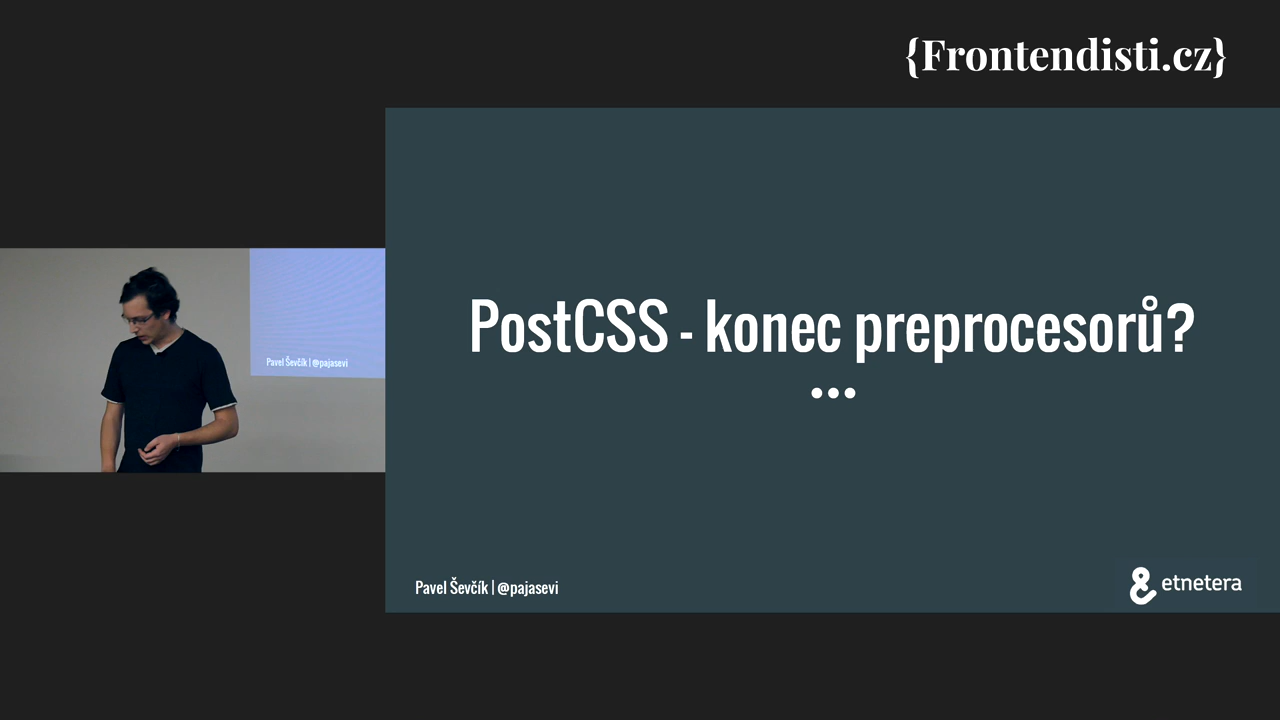 {Frontendisti.cz}
PostCSS - konec preprocesorů?
Pavel Ševčík | @pajasevi
Pavel Ševčík | @pajasevi
etnetera